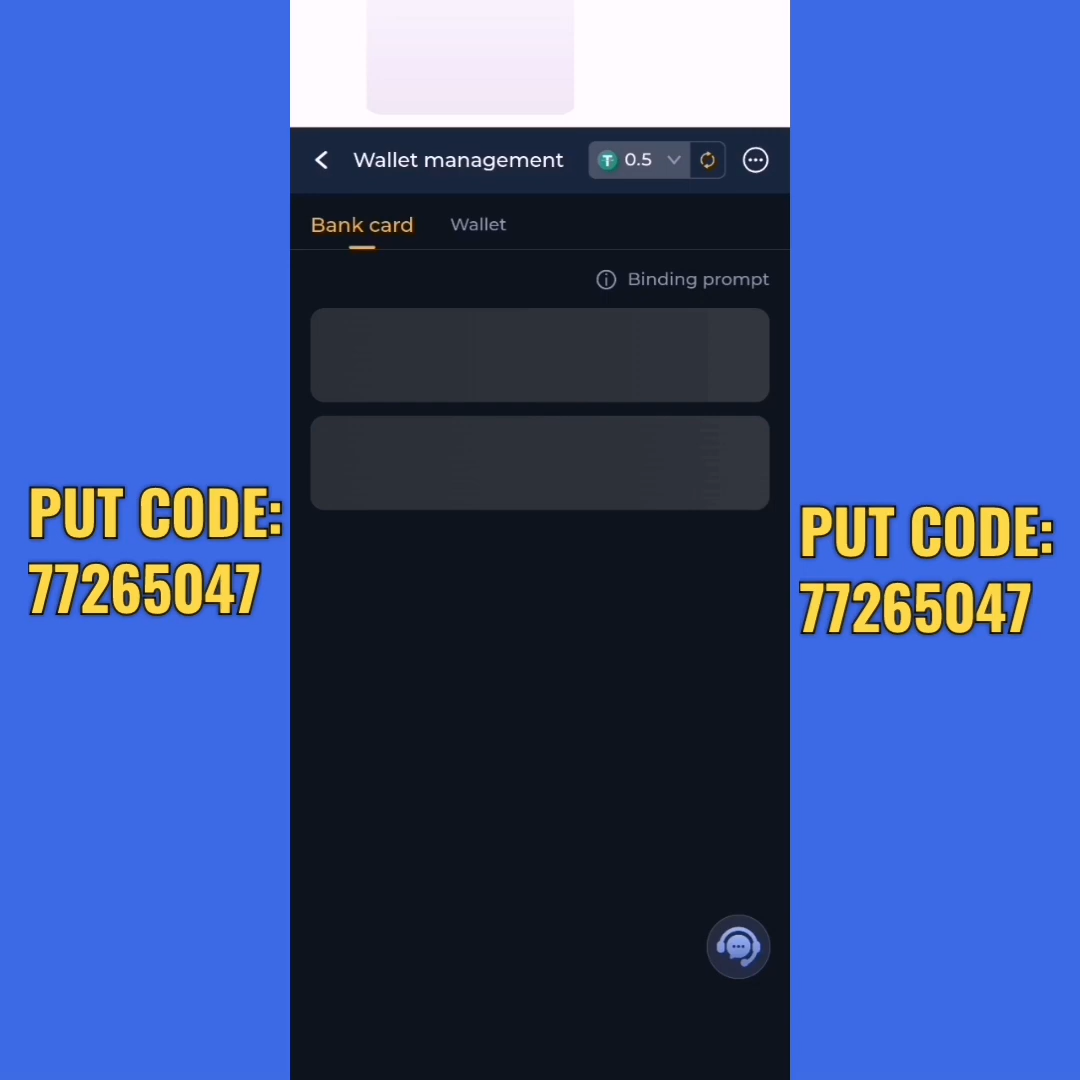 Wallet management
0.5
Bank card
Wallet
Binding prompt
PUT CODE:
77265047
PUT CODE:
77265047